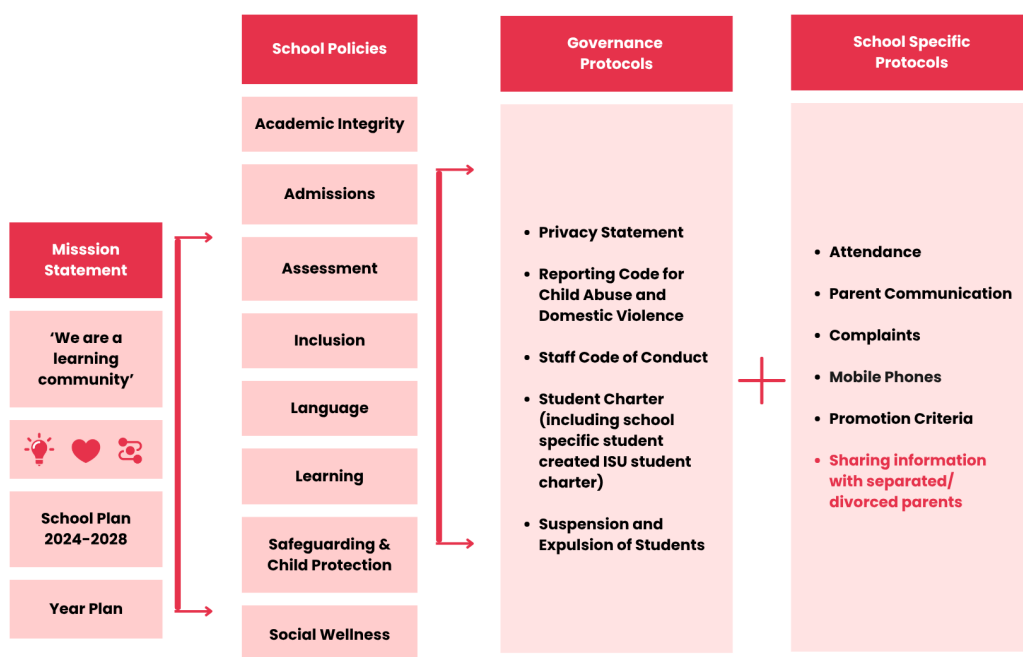 Misssion
Statement
‘We are a
learning
community’
School Plan
2024-2028
Year Plan
School Policies
Academic Integrity
Admissions
Assessment
Inclusion
Language
Learning
Safeguarding &
Child Protection
Social Wellness
Governance
Protocols
• Privacy Statement
• Reporting Code for
Child Abuse and
Domestic Violence
• Staff Code of Conduct
• Student Charter
(including school
specific student
created ISU student
charter)
• Suspension and
Expulsion of Students
School Specific
Protocols
• Attendance
• Parent Communication
• Complaints
• Mobile Phones
• Promotion Criteria
• Sharing information
with separated/
divorced parents